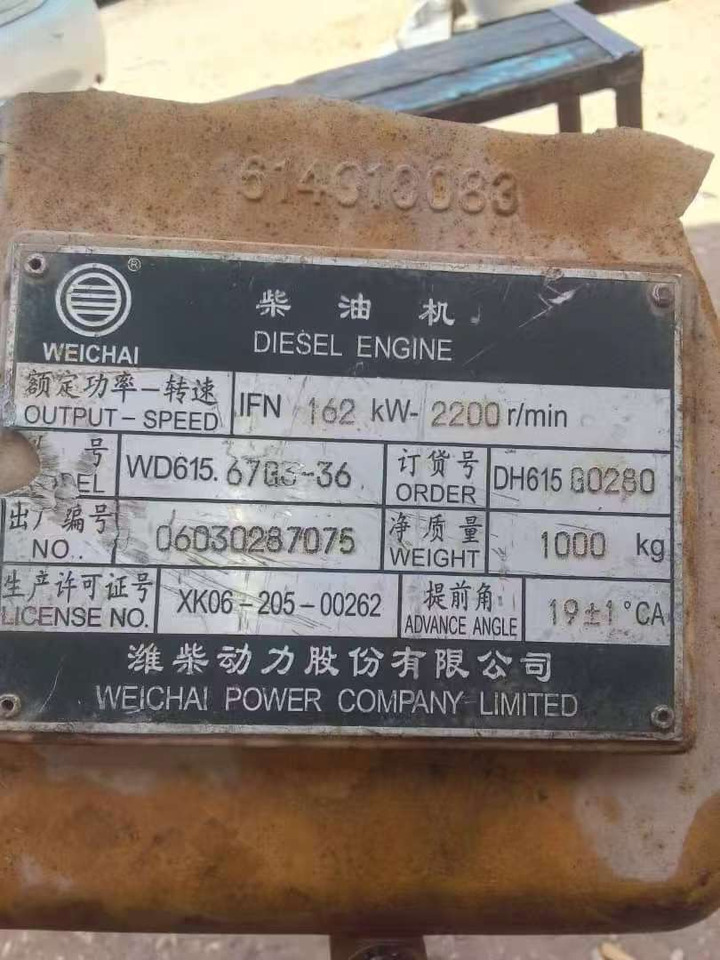 614010083
®
WEICHAI
柴油机
DIESEL ENGINE
额定功率-转速
OUTPUT-SPEED
IFN 162 kW- 2200 r/min
号
WD615.67G3-36
订货号
ORDER
DH615G0280
出厂编号
NO.
06030287075
净质量
WEIGHT
1000 kg
生产许可证号
LICENSE NO.
XK06-205-00262
提前角
ADVANCE ANGLE
19±1°CA
潍柴动力股份有限公司
WEICHAI POWER COMPANY LIMITED